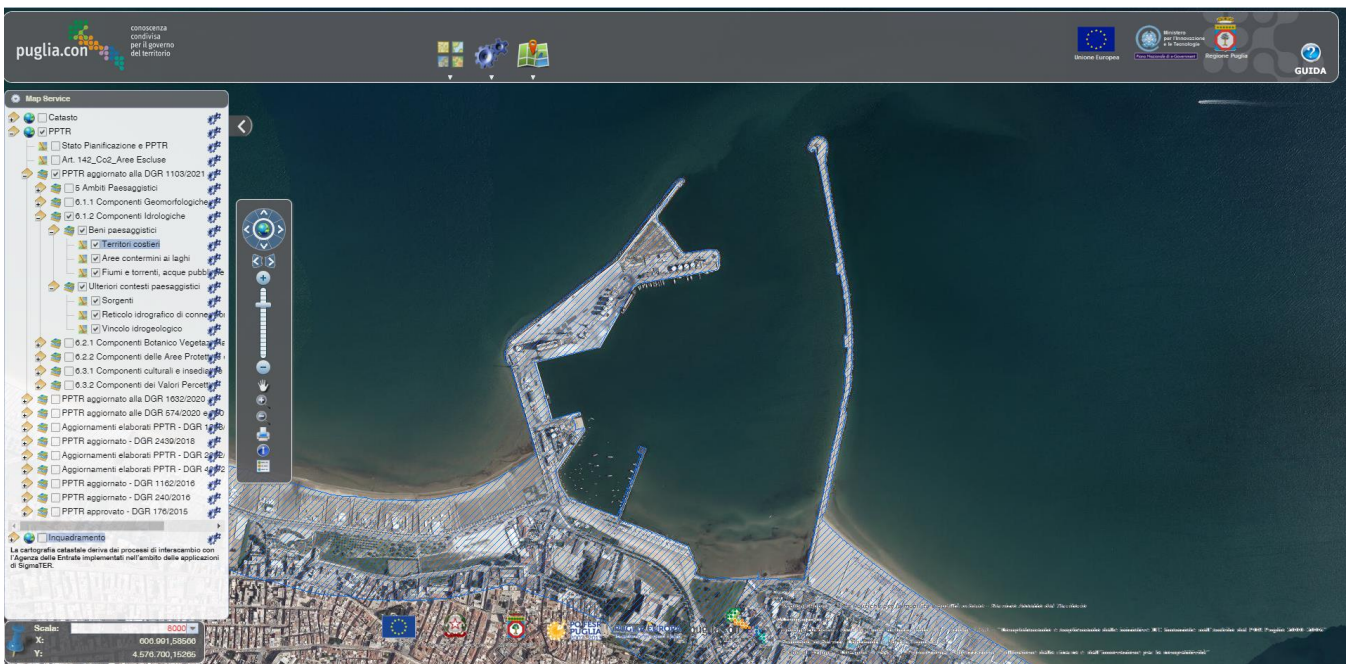 puglia.con
conoscenza
condivisa
per il governo
del territorio
Unione Europea
Ministero
per l'Innovazione
e le Tecnologie
Regione Puglia
GUIDA
Map Service
Catasto
PPTR
Stato Pianificazione e PPTR
Art. 142_Co2_Aree Escluse
PPTR aggiornato alla DGR 1103/2021
5 Ambiti Paesaggistici
6.1.1 Componenti Geomorfologiche
6.1.2 Componenti Idrologiche
Beni paesaggistici
Territori costieri
Aree contermini ai laghi
Fiumi e torrenti, acque
Ulteriori contesti paesaggistici
Sorgenti
Reticolo idrografico di
Vincolo idrogeologico
6.2.1 Componenti Botanico
6.2.2 Componenti delle Aree
6.3.1 Componenti culturali e
6.3.2 Componenti dei Valori
PPTR aggiornato alla DGR 1632/2020
PPTR aggiornato alle DGR 574/2020 e
Aggiornamenti elaborati PPTR - DGR
PPTR aggiornato - DGR 2439/2018
Aggiornamenti elaborati PPTR - DGR
Aggiornamenti elaborati PPTR - DGR
PPTR aggiornato - DGR 1162/2016
PPTR aggiornato - DGR 240/2016
PPTR approvato - DGR 176/2015
Inquadramento
La cartografia catastale deriva dai processi di interscambio con
l'Agenzia delle Entrate implementati nell'ambito delle applicazioni
di SigmaTER.
Scala: 8000
X: 606.991,58566
Y: 4.576.700,15265
PUGLIA